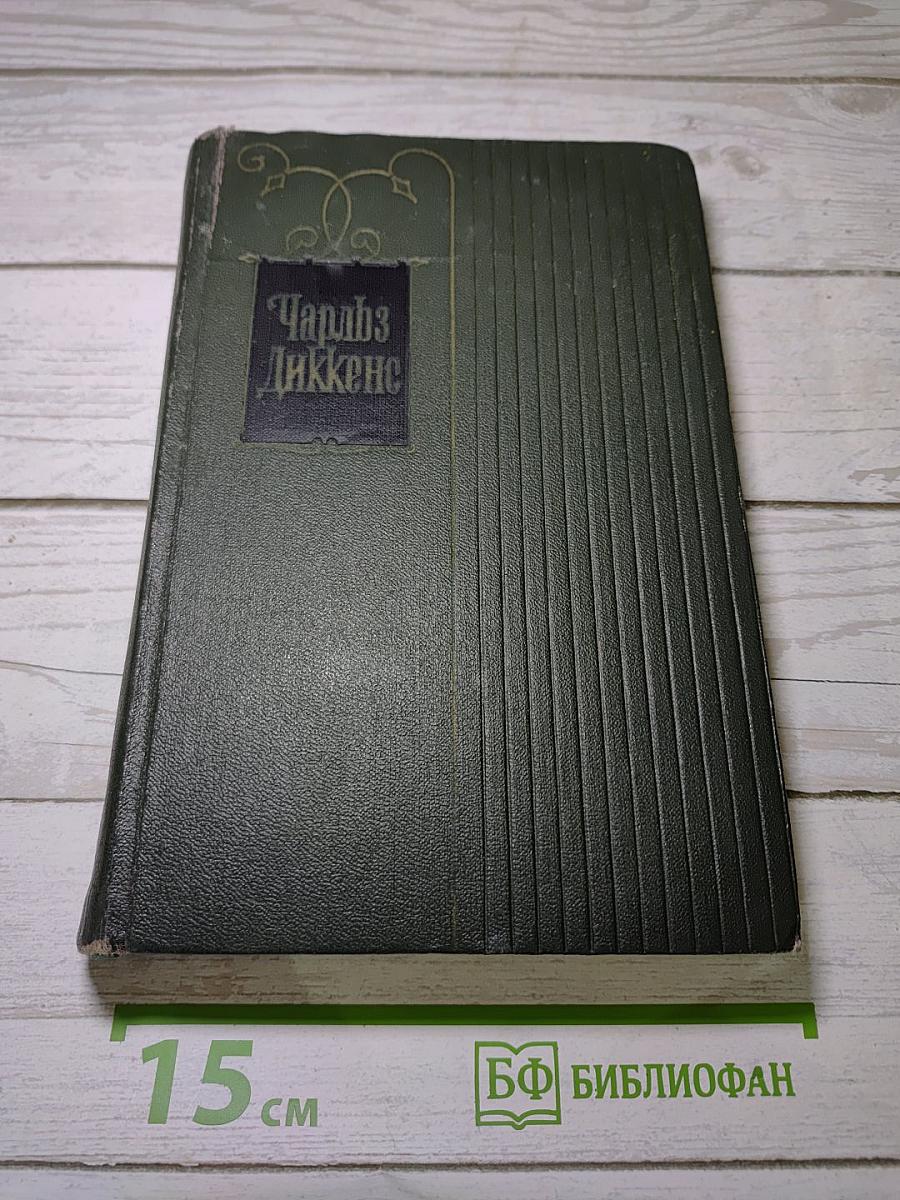 Чарльз
Диккенс
15 см
БФ БИБЛИОФАН